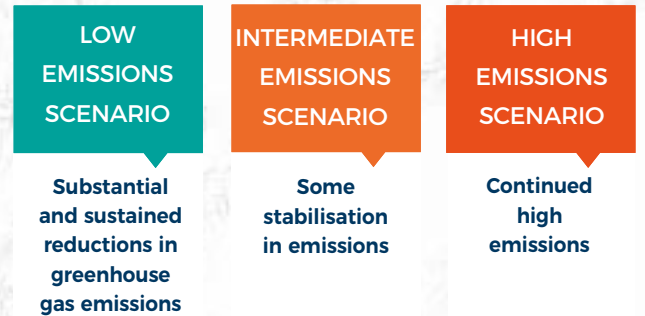 LOW
EMISSIONS
SCENARIO
Substantial
and sustained
reductions in
greenhouse
gas emissions
INTERMEDIATE
EMISSIONS
SCENARIO
Some
stabilisation
in emissions
HIGH
EMISSIONS
SCENARIO
Continued
high
emissions